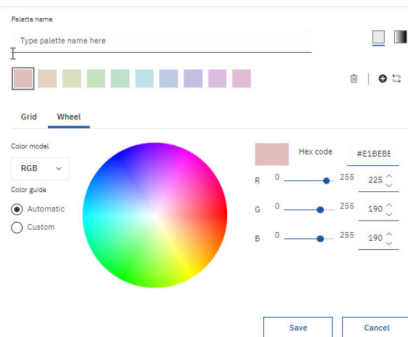 Palette name
Type palette name here
Grid Wheel
Color model
RGB
Color guide
Automatic
Custom
Hex code #E1BEBE
R 0 255 225
G 0 255 190
B 0 255 190
Save Cancel